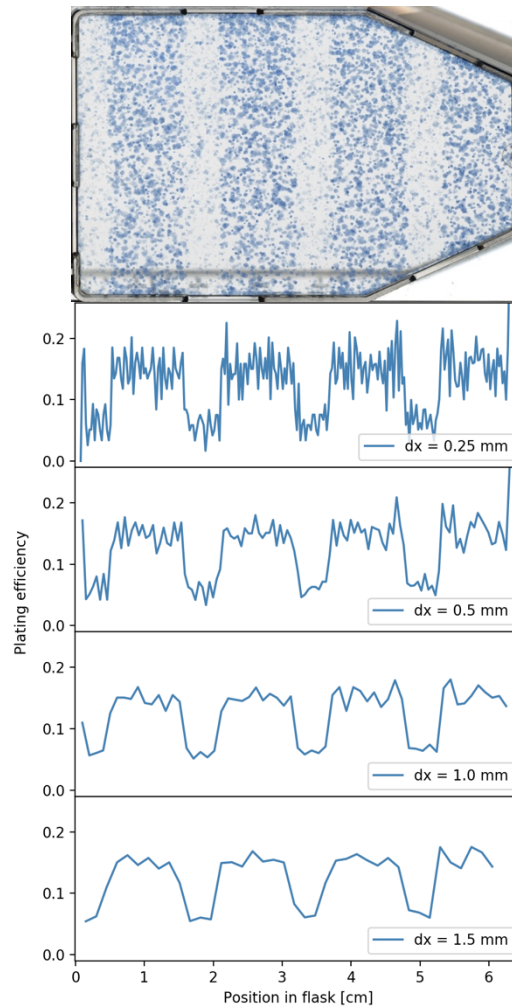 0.2
0.1
0.0
dx = 0.25 mm
0.2
0.1
0.0
dx = 0.5 mm
Plating efficiency
0.2
0.1
0.0
dx = 1.0 mm
0.2
0.1
0.0
dx = 1.5 mm
0 1 2 3 4 5 6
Position in flask [cm]